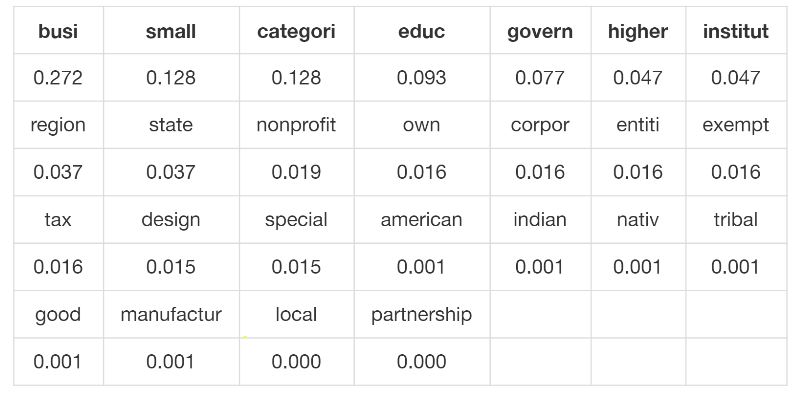 busi small categori educ govern higher institut
0.272 0.128 0.128 0.093 0.077 0.047 0.047
region state nonprofit own corpor entiti exempt
0.037 0.037 0.019 0.016 0.016 0.016 0.016
tax design special american indian nativ tribal
0.016 0.015 0.015 0.001 0.001 0.001 0.001
good manufactur local partnership
0.001 0.001 0.000 0.000